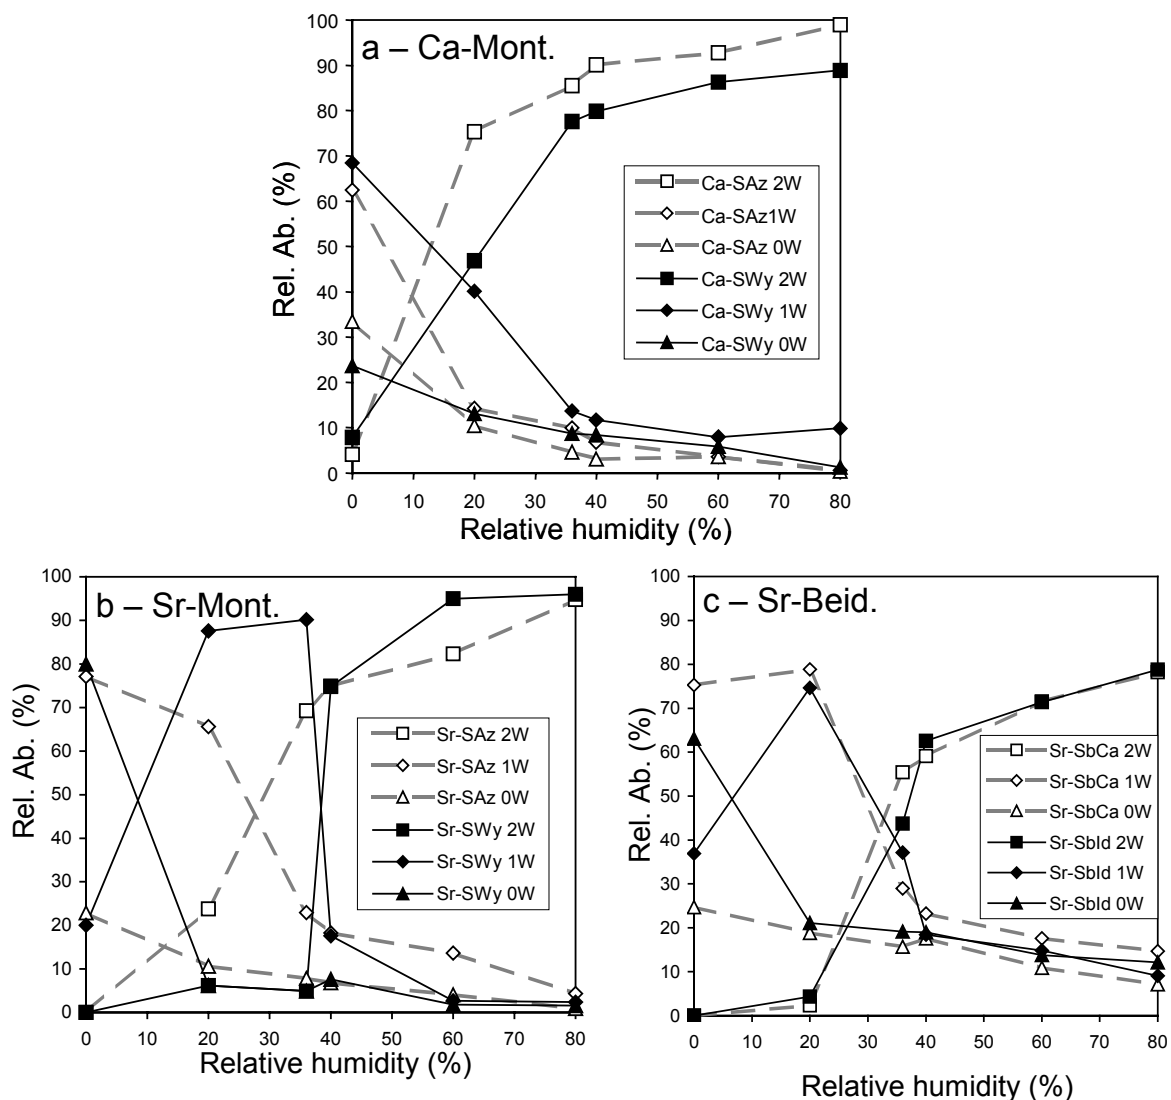 a – Ca-Mont.
Rel. Ab. (%)
100
90
80
70
60
50
40
30
20
10
0
0 10 20 30 40 50 60 70 80
Relative humidity (%)
Ca-SAz 2W
Ca-SAz1W
Ca-SAz 0W
Ca-SWy 2W
Ca-SWy 1W
Ca-SWy 0W
b – Sr-Mont.
Rel. Ab. (%)
100
90
80
70
60
50
40
30
20
10
0
0 10 20 30 40 50 60 70 80
Relative humidity (%)
Sr-SAz 2W
Sr-SAz 1W
Sr-SAz 0W
Sr-SWy 2W
Sr-SWy 1W
Sr-SWy 0W
c – Sr-Beid.
Rel. Ab. (%)
100
90
80
70
60
50
40
30
20
10
0
0 10 20 30 40 50 60 70 80
Relative humidity (%)
Sr-SbCa 2W
Sr-SbCa 1W
Sr-SbCa 0W
Sr-SbId 2W
Sr-SbId 1W
Sr-SbId 0W